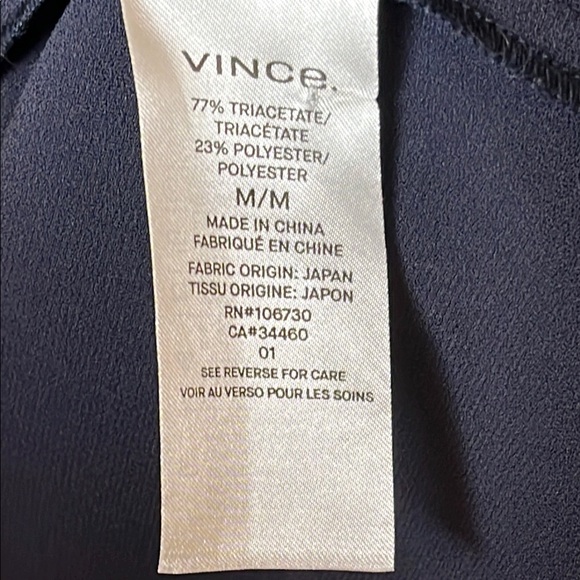 VINCe.
77% TRIACETATE/
TRIACÉTATE
23% POLYESTER/
POLYESTER
M/M
MADE IN CHINA
FABRIQUÉ EN CHINE
FABRIC ORIGIN: JAPAN
TISSU ORIGINE: JAPON
RN#106730
CA#34460
01
SEE REVERSE FOR CARE
VOIR AU VERSO POUR LES SOINS